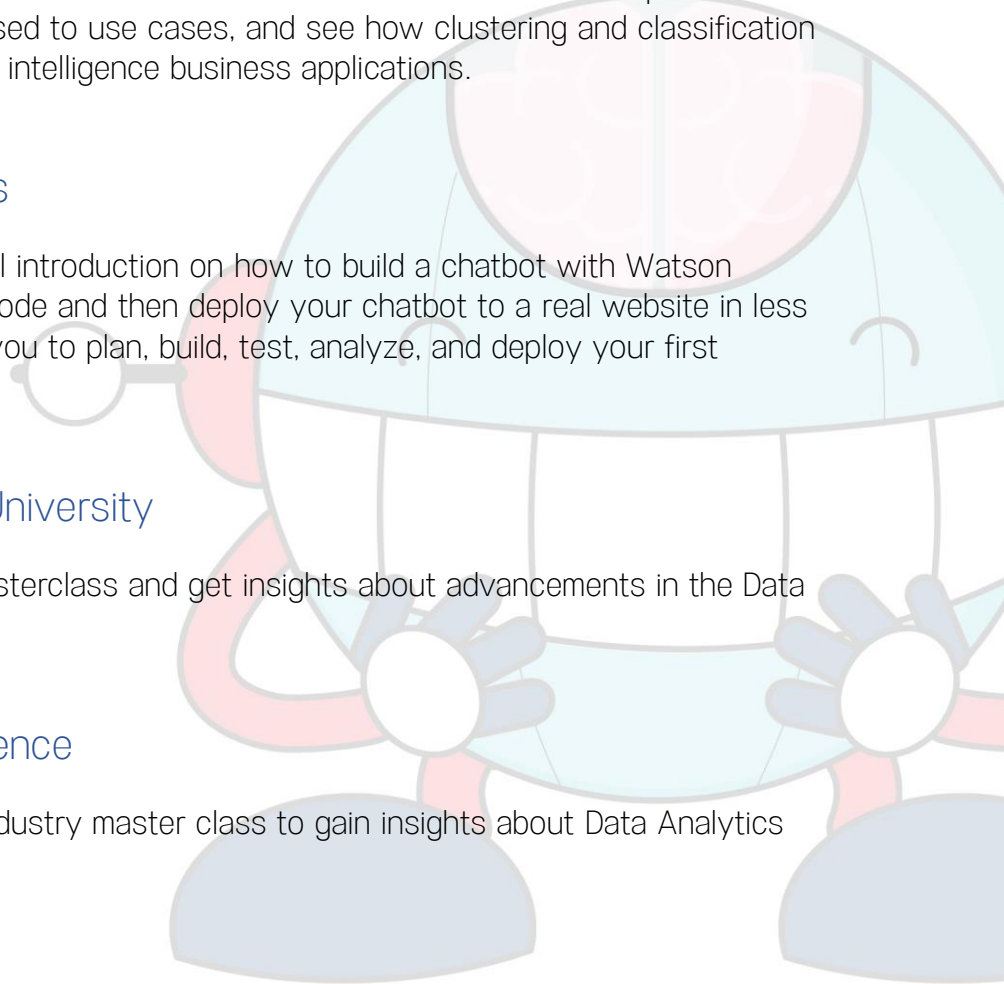 sed to use cases, and see how clustering and classification
intelligence business applications.
s
l introduction on how to build a chatbot with Watson
ode and then deploy your chatbot to a real website in less
you to plan, build, test, analyze, and deploy your first
University
sterclass and get insights about advancements in the Data
ence
dustry master class to gain insights about Data Analytics